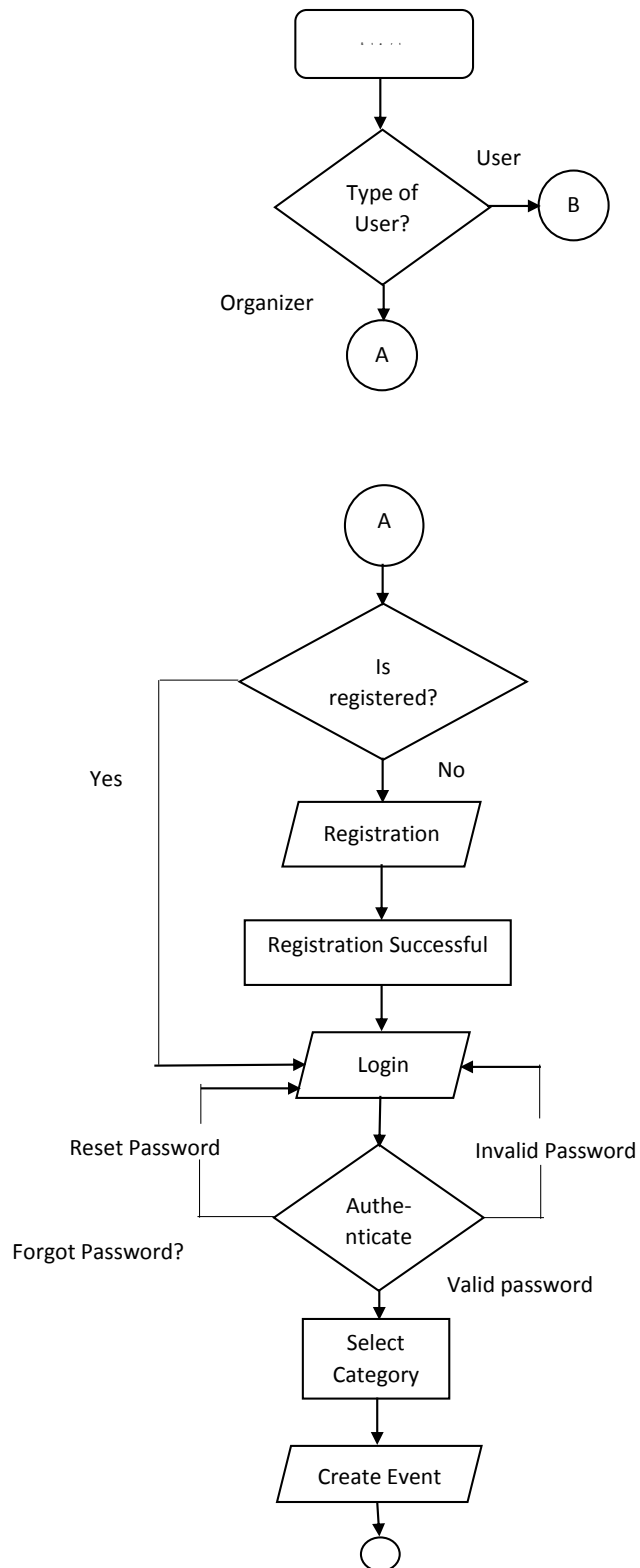 User
Type of
User?
B
Organizer
A
A
Is
registered?
Yes
No
Registration
Registration Successful
Login
Reset Password
Invalid Password
Authe-
nticate
Forgot Password?
Valid password
Select
Category
Create Event